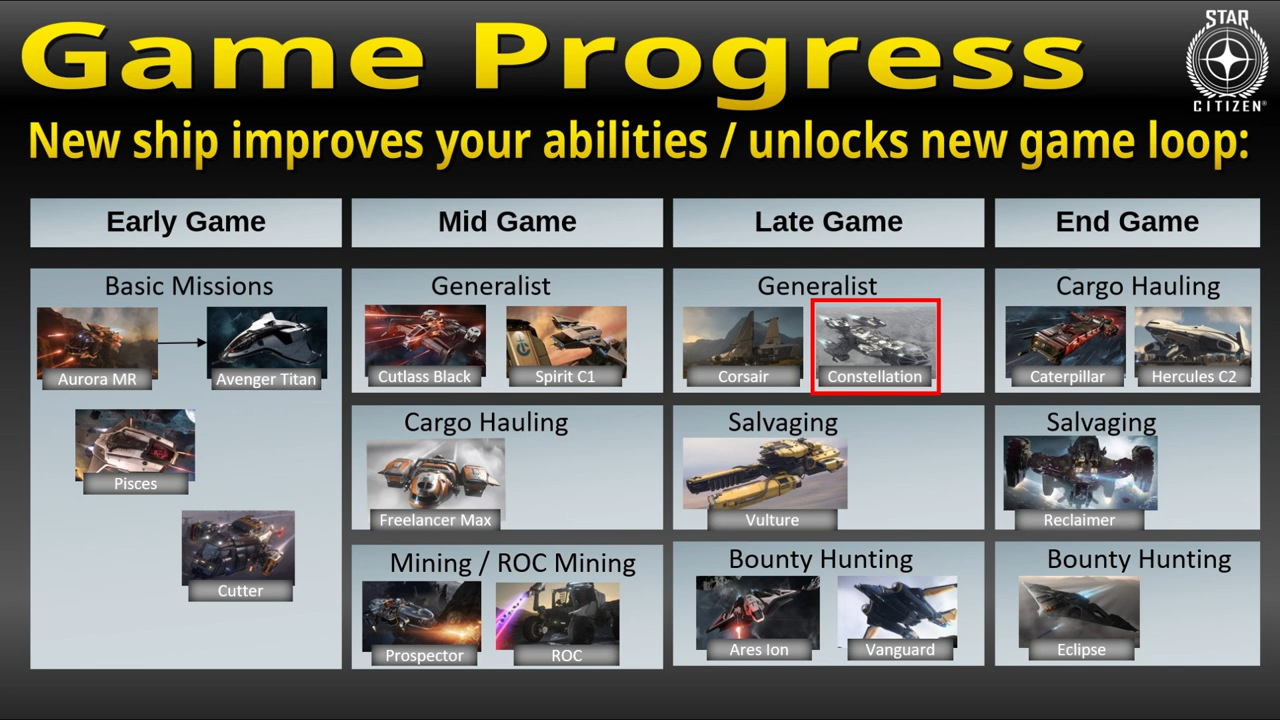 Game Progress
STAR
CITIZEN®
New ship improves your abilities / unlocks new game loop:
Early Game
Mid Game
Late Game
End Game
Basic Missions
Aurora MR
Avenger Titan
Pisces
Cutter
Generalist
Cutlass Black
Spirit C1
Cargo Hauling
Freelancer Max
Mining / ROC Mining
Prospector
ROC
Generalist
Corsair
Constellation
Salvaging
Vulture
Bounty Hunting
Ares Ion
Vanguard
Cargo Hauling
Caterpillar
Hercules C2
Salvaging
Reclaimer
Bounty Hunting
Eclipse